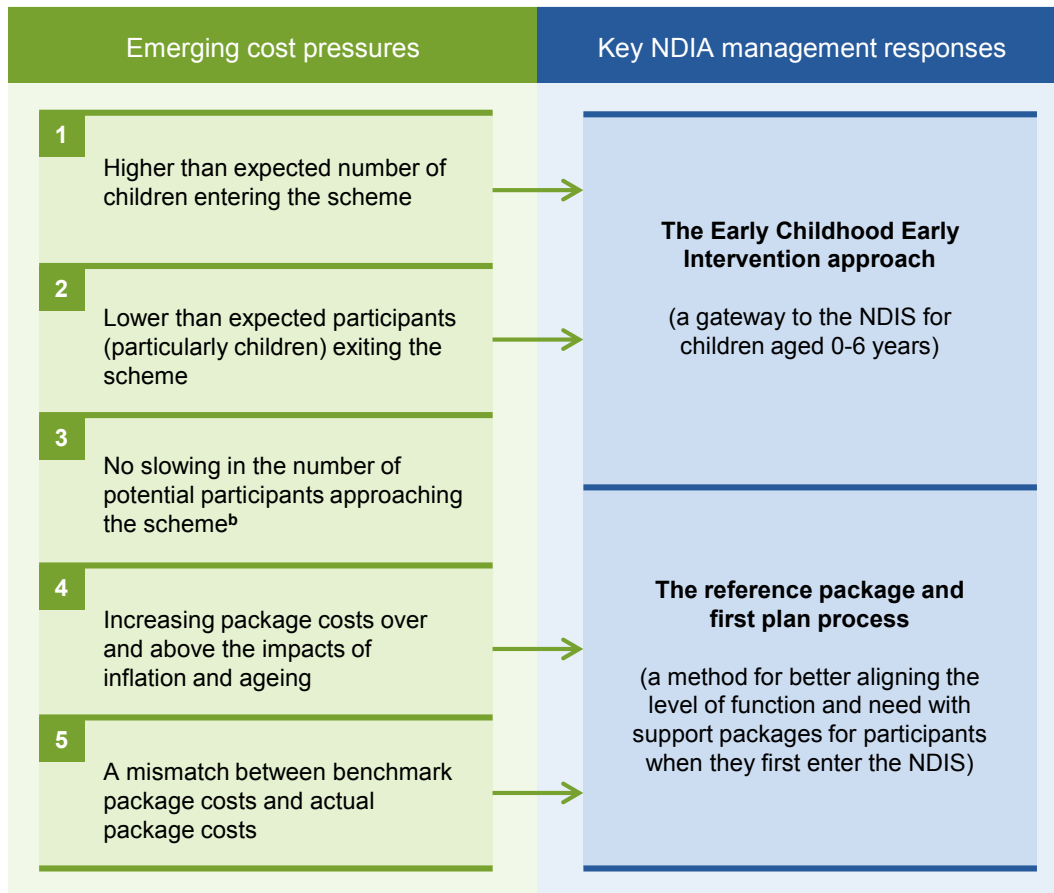 Emerging cost pressures
Key NDIA management responses
1
Higher than expected number of
children entering the scheme
2
Lower than expected participants
(particularly children) exiting the
scheme
3
No slowing in the number of
potential participants approaching
the schemeb
4
Increasing package costs over
and above the impacts of
inflation and ageing
5
A mismatch between benchmark
package costs and actual
package costs
The Early Childhood Early
Intervention approach
(a gateway to the NDIS for
children aged 0-6 years)
The reference package and
first plan process
(a method for better aligning the
level of function and need with
support packages for participants
when they first enter the NDIS)